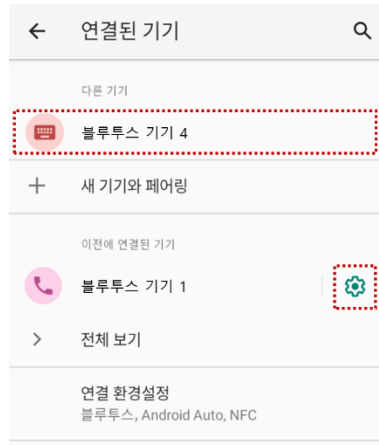 연결된 기기
다른 기기
블루투스 기기 4
새 기기와 페어링
이전에 연결된 기기
블루투스 기기 1
전체 보기
연결 환경설정
블루투스, Android Auto, NFC